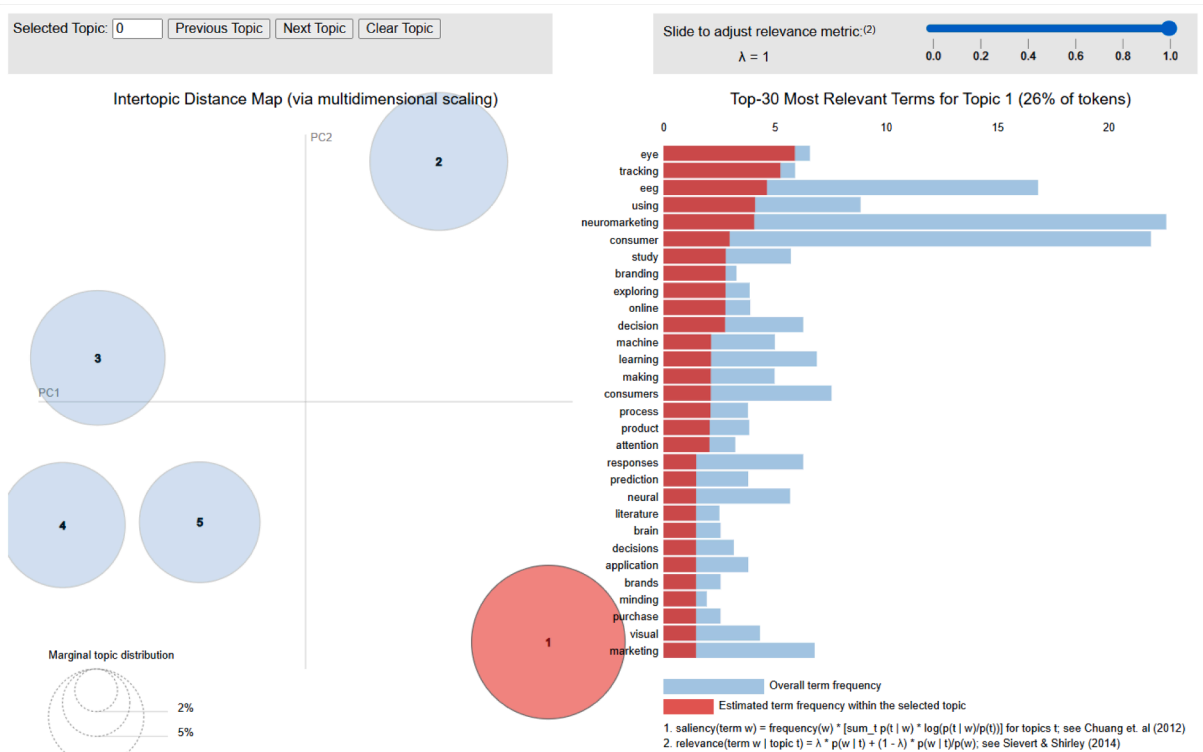 Selected Topic: 0 Previous Topic Next Topic Clear Topic
Slide to adjust relevance metric:(2)
λ = 1
0.0 0.2 0.4 0.6 0.8 1.0
Intertopic Distance Map (via multidimensional scaling)
PC2
PC1
2
3
4
5
1
Marginal topic distribution
2%
5%
Top-30 Most Relevant Terms for Topic 1 (26% of tokens)
0 5 10 15 20
eye
tracking
eeg
using
neuromarketing
consumer
study
branding
exploring
online
decision
machine
learning
making
consumers
process
product
attention
responses
prediction
neural
literature
brain
decisions
application
brands
minding
purchase
visual
marketing
Overall term frequency
Estimated term frequency within the selected topic
1. saliency(term w) = frequency(w) * [sum_t p(t | w) * log(p(t | w)/p(t))] for topics t; see Chuang et. al (2012)
2. relevance(term w | topic t) = λ * p(w | t) + (1 - λ) * p(w | t)/p(w); see Sievert & Shirley (2014)